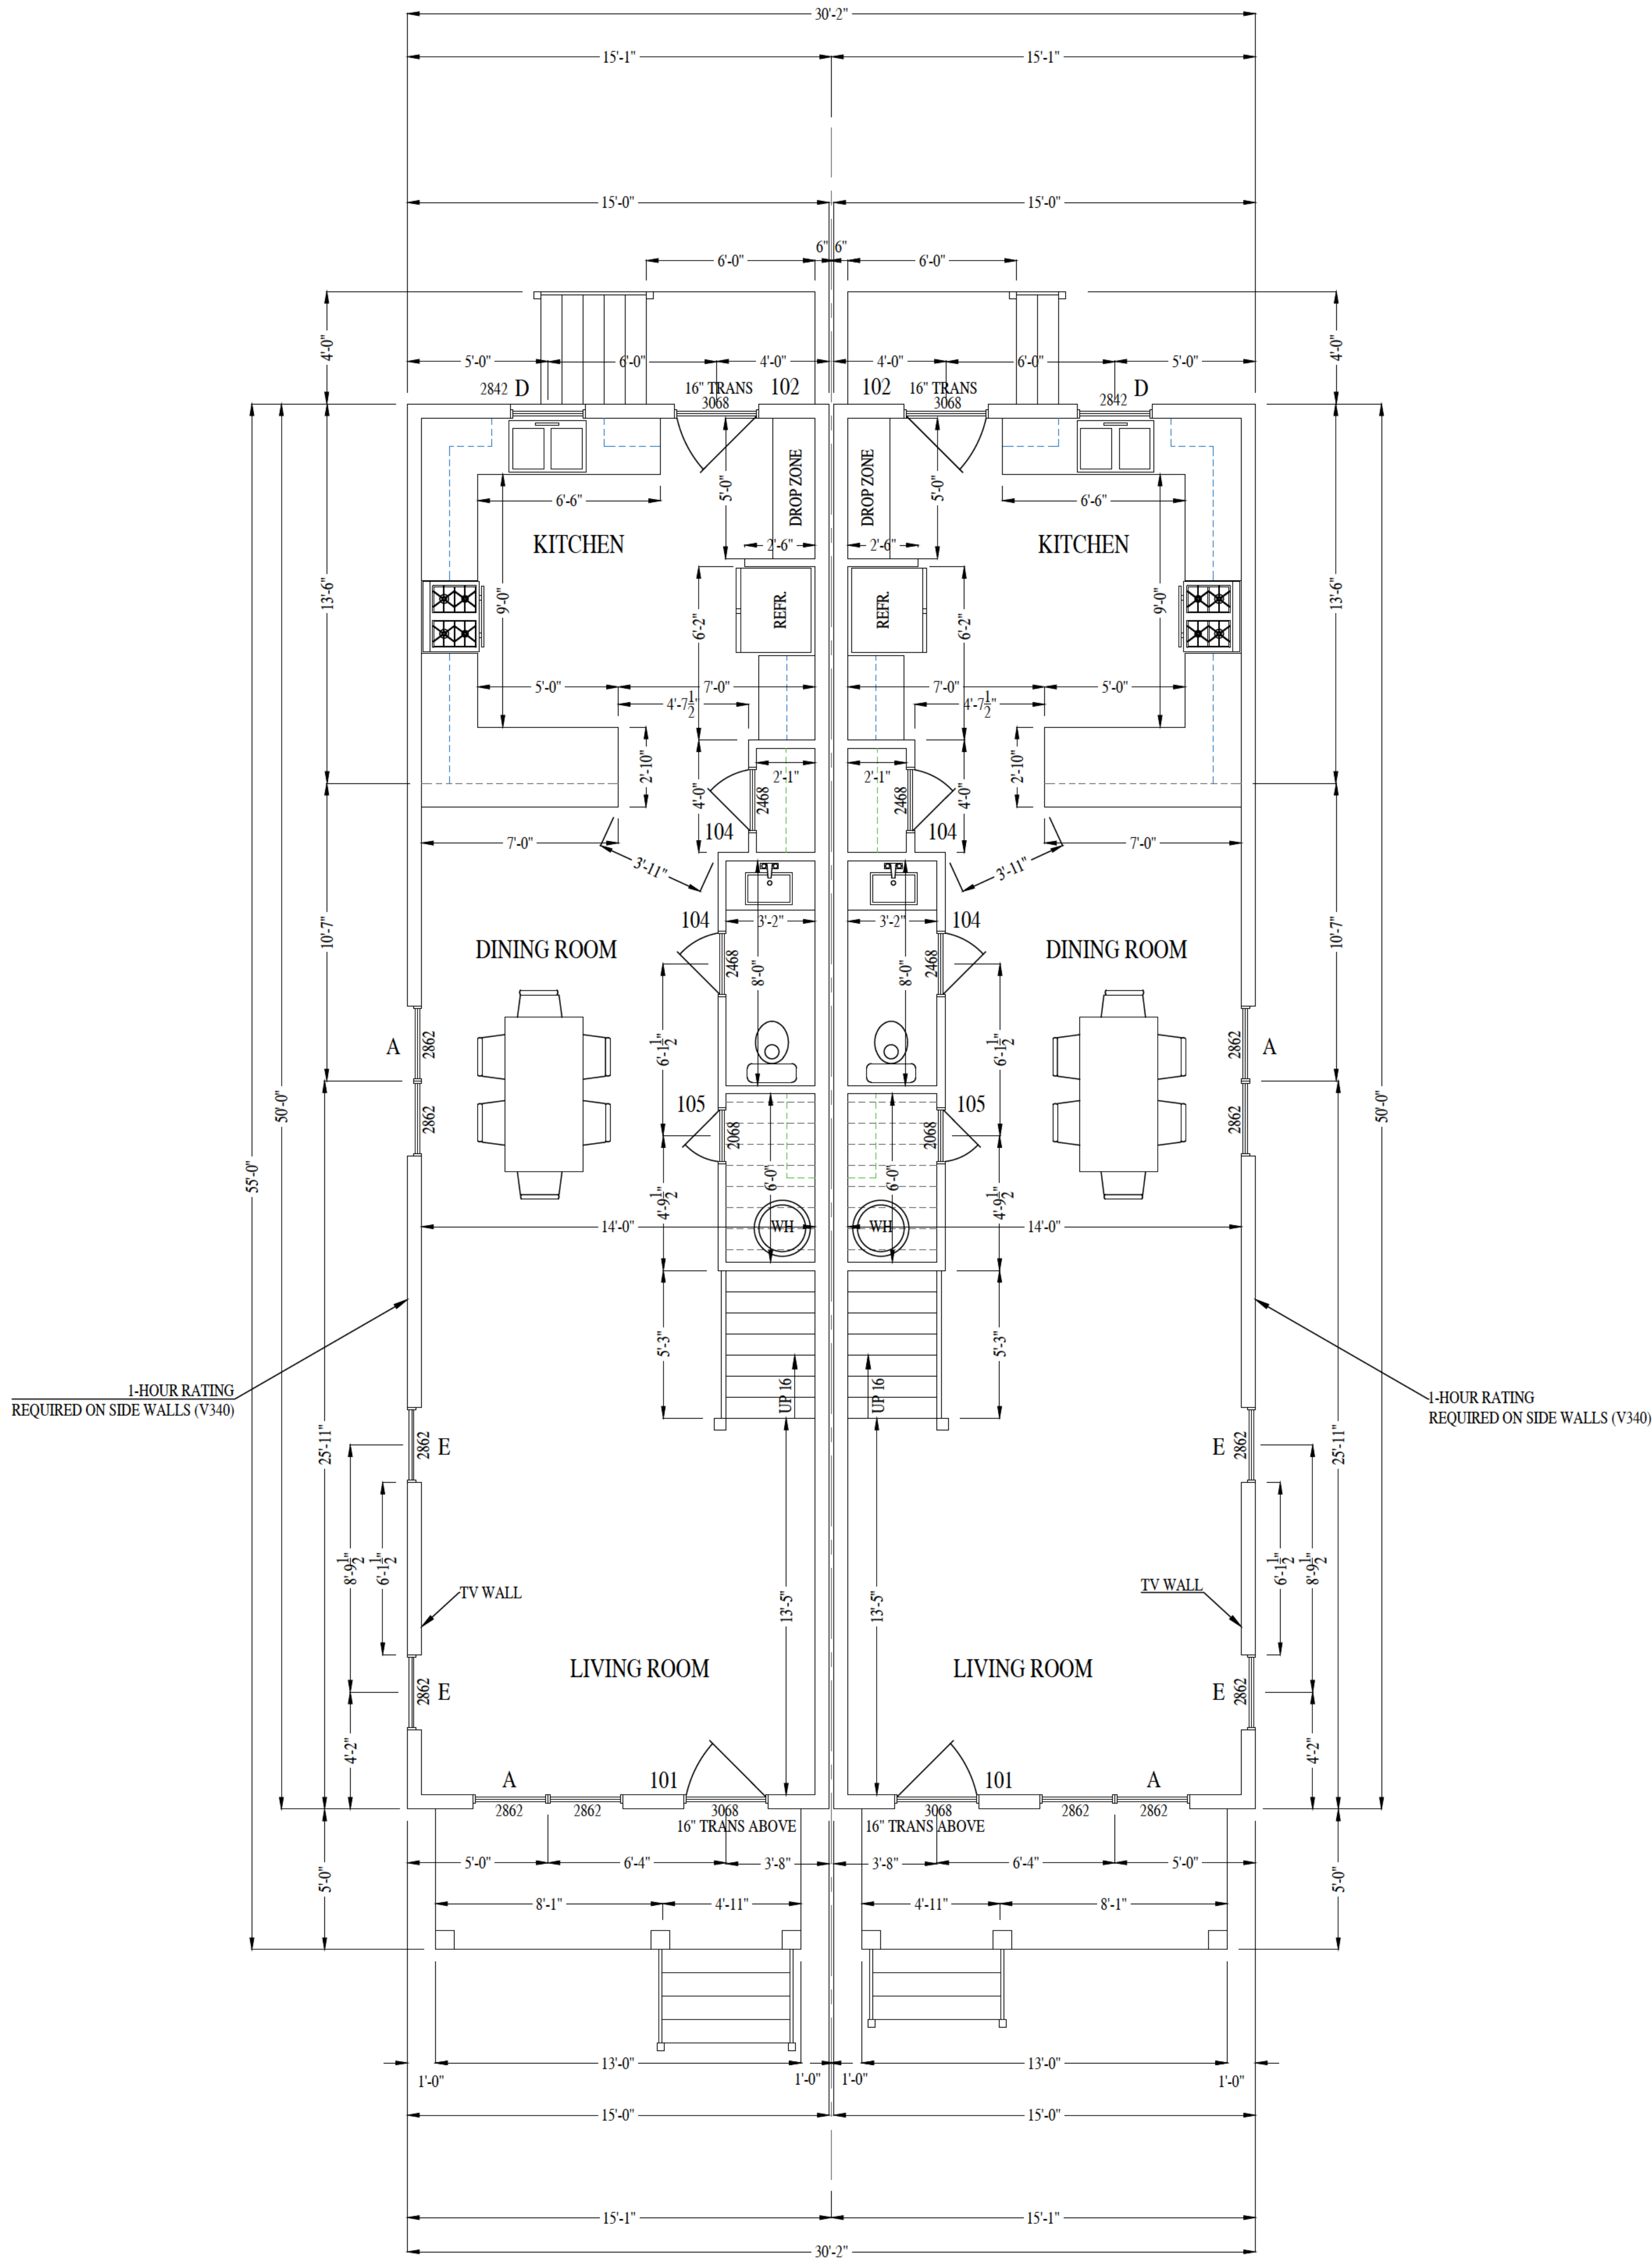 30'-2"
15'-1" 15'-1"
15'-0" 15'-0"
6" 6"
6'-0" 6'-0"
4'-0" 4'-0"
5'-0" 6'-0" 4'-0" 4'-0" 6'-0" 5'-0"
2842 D 16" TRANS 102 102 16" TRANS D
3068 3068 2842
DROP ZONE DROP ZONE
5'-0" 5'-0"
6'-6" 6'-6"
KITCHEN KITCHEN
2'-6" 2'-6"
13'-6" 9'-0" REFR. REFR. 9'-0" 13'-6"
6'-2" 6'-2"
5'-0" 7'-0" 7'-0" 5'-0"
4'-7 1/2" 4'-7 1/2"
2'-10" 2'-1" 2'-1" 2'-10"
4'-0" 2468 2468 4'-0"
104 104
7'-0" 7'-0"
3'-11" 3'-11"
104 3'-2" 3'-2" 104
10'-7" 10'-7"
DINING ROOM DINING ROOM
2468 8'-0" 8'-0" 2468
A 2862 2862 A
6'-1 1/2" 6'-1 1/2"
50'-0" 50'-0"
105 105
2862 2068 2068 2862
55'-0"
6'-0" 6'-0"
4'-9 1/2" 4'-9 1/2"
14'-0" WH WH 14'-0"
5'-3" 5'-3"
1-HOUR RATING
REQUIRED ON SIDE WALLS (V340)
UP 16 UP 16
1-HOUR RATING
REQUIRED ON SIDE WALLS (V340)
25'-11" 2862 E E 2862 25'-11"
8'-9 1/2" 6'-1 1/2" 6'-1 1/2" 8'-9 1/2"
TV WALL TV WALL
13'-5" 13'-5"
LIVING ROOM LIVING ROOM
2862 E E 2862
4'-2" 4'-2"
A 101 101 A
2862 2862 3068 3068 2862 2862
16" TRANS ABOVE 16" TRANS ABOVE
5'-0" 6'-4" 3'-8" 3'-8" 6'-4" 5'-0"
5'-0" 5'-0"
8'-1" 4'-11" 4'-11" 8'-1"
13'-0" 13'-0"
1'-0" 1'-0" 1'-0" 1'-0"
15'-0" 15'-0"
15'-1" 15'-1"
30'-2"